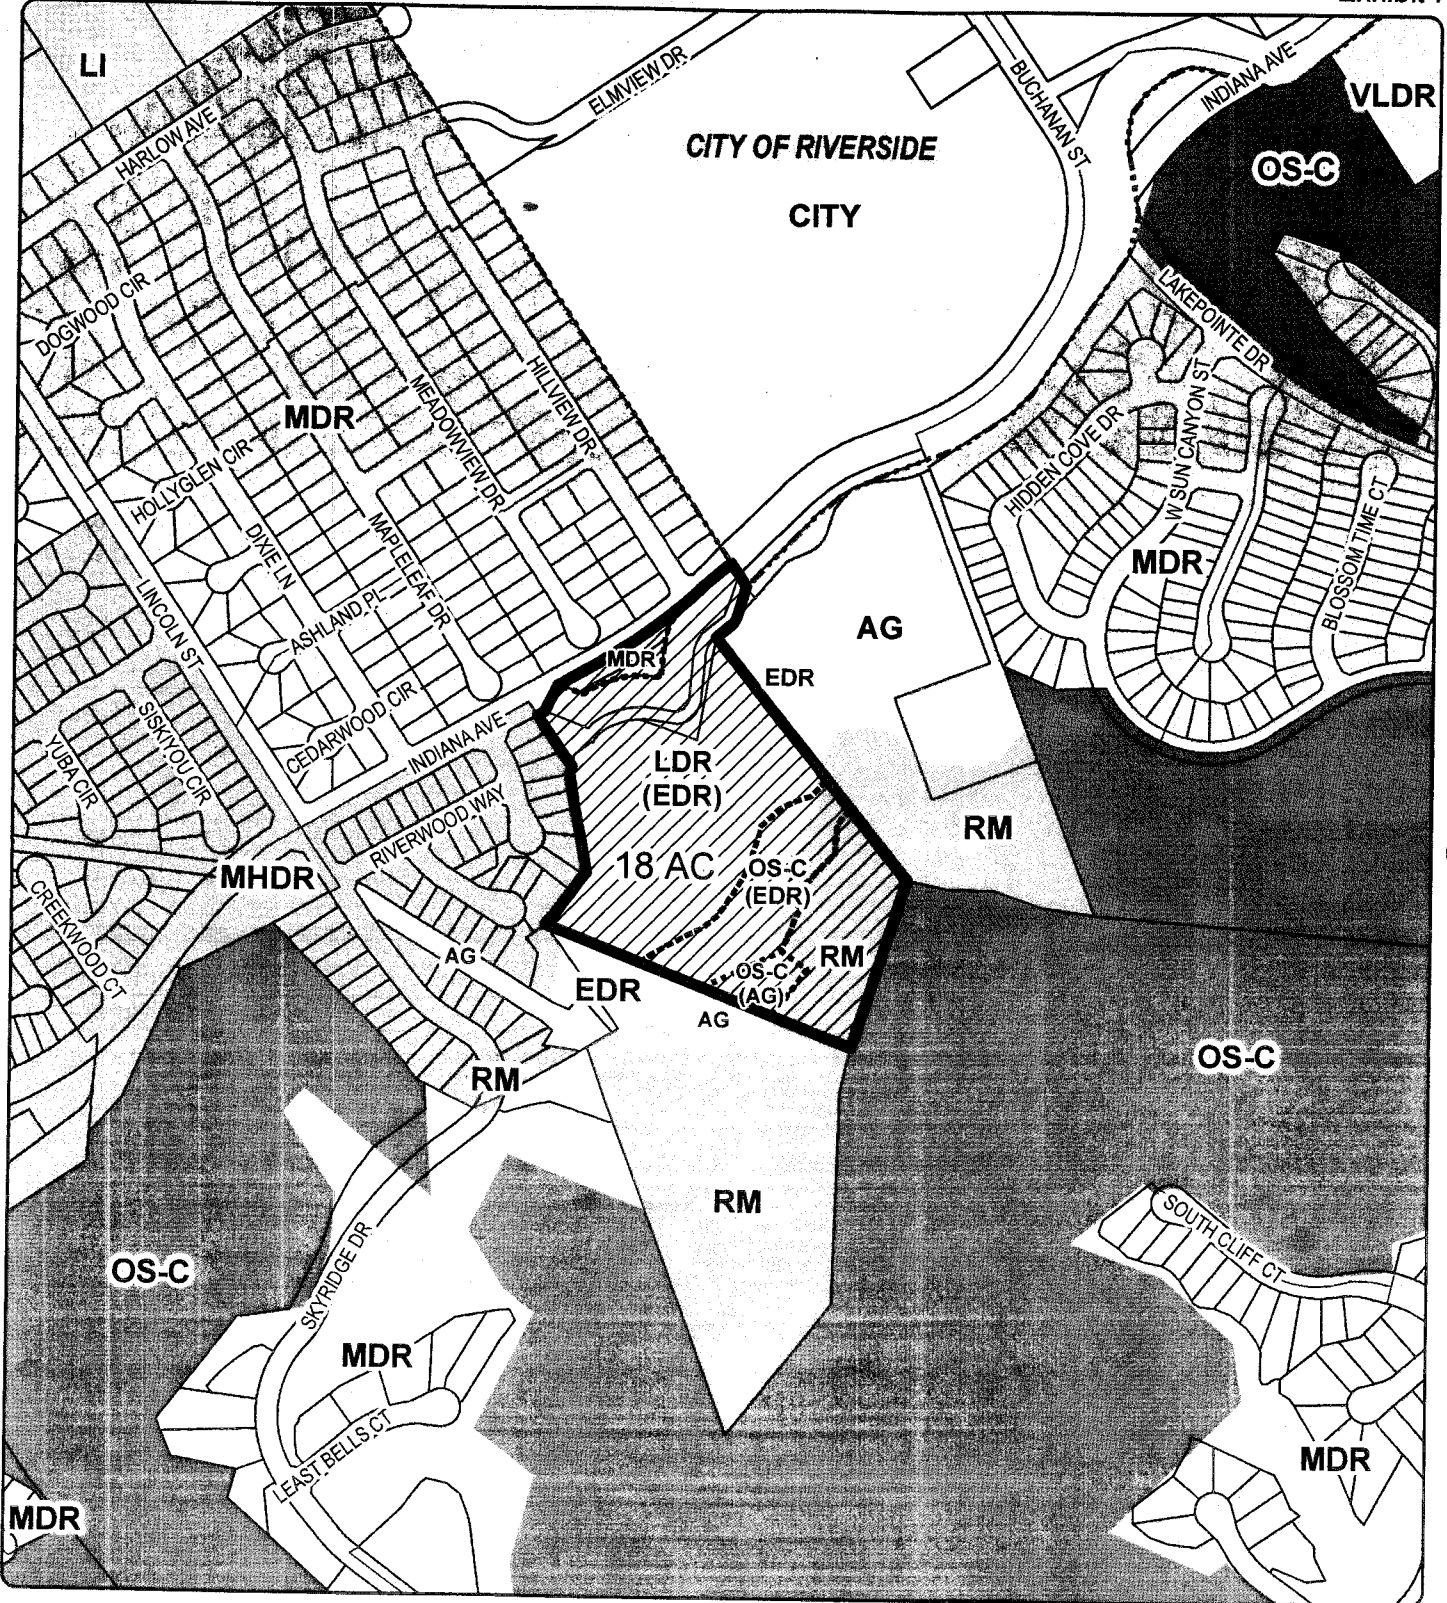 LI
ELMVIEW DR
BUCHANAN ST
INDIANA AVE
VLDR
HARLOW AVE
CITY OF RIVERSIDE
CITY
OS-C
DOGWOOD CIR
LAKEPOINTE DR
HILLVIEW DR
MEADOWVIEW DR
MDR
W SUN CANYON ST
HIDDEN COVE DR
HOLLYGLEN CIR
DIXIE LN
MAPLELEAF DR
BLOSSOM TIME CT
MDR
LINCOLN ST
ASHLAND PL
AG
MDR
EDR
SISKIYOU CIR
CEDARWOOD CIR
INDIANA AVE
YUBA CIR
LDR
(EDR)
RIVERWOOD WAY
RM
18 AC
MHDR
OS-C
(EDR)
CREEKWOOD CT
AG
RM
OS-C
(AG)
EDR
AG
OS-C
RM
RM
SOUTH CLIFF CT
OS-C
SKYRIDGE DR
MDR
LEAST BELLS CT
MDR
MDR